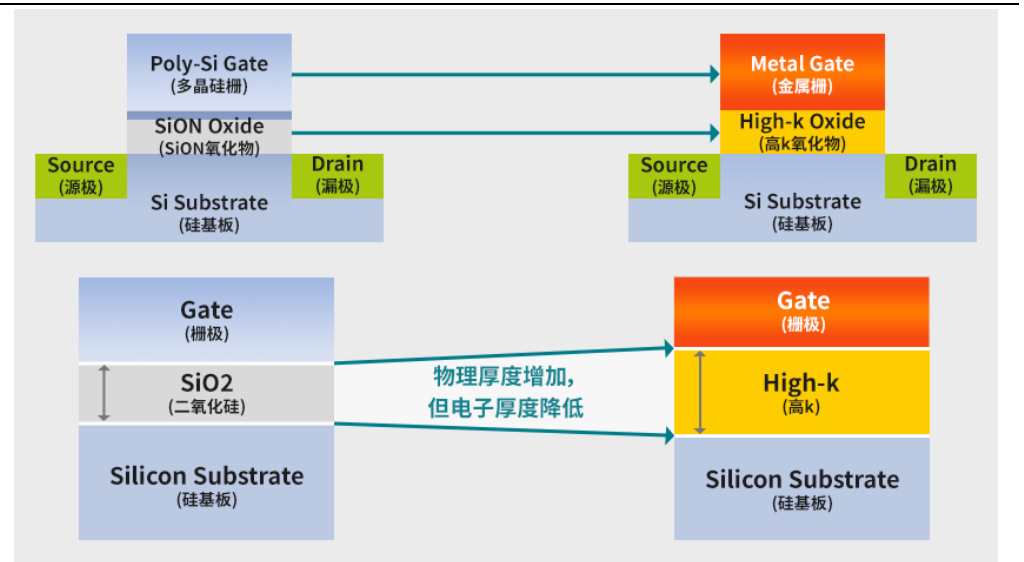 Poly-Si Gate
(多晶硅栅)
SiON Oxide
(SiON氧化物)
Source
(源极)
Drain
(漏极)
Si Substrate
(硅基板)
Metal Gate
(金属栅)
High-k Oxide
(高k氧化物)
Source
(源极)
Drain
(漏极)
Si Substrate
(硅基板)
Gate
(栅极)
SiO2
(二氧化硅)
Silicon Substrate
(硅基板)
物理厚度增加,
但电子厚度降低
Gate
(栅极)
High-k
(高k)
Silicon Substrate
(硅基板)